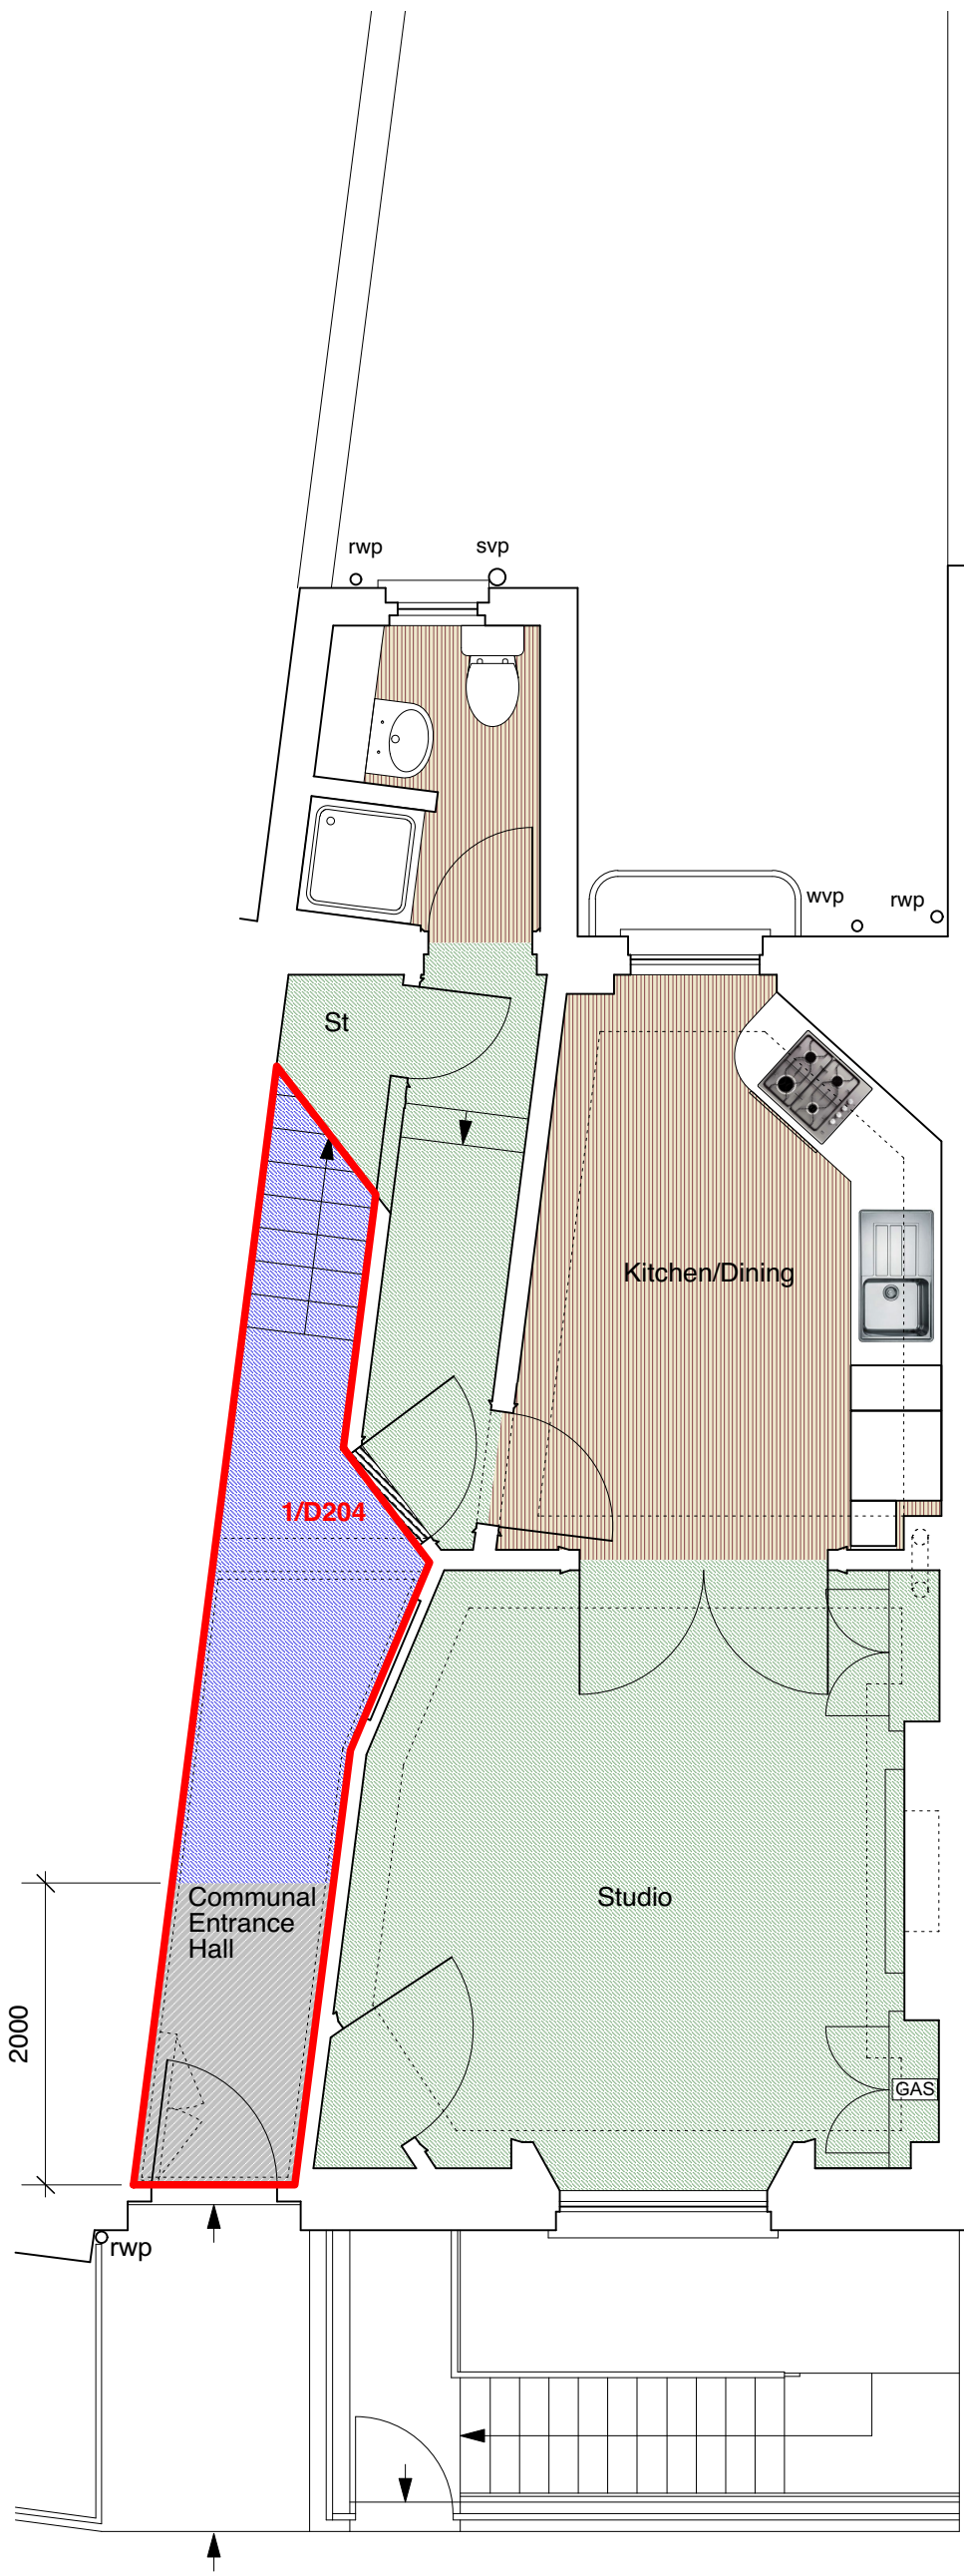 rwp
svp
wvp
rwp
St
Kitchen/Dining
1/D204
Communal
Entrance
Hall
Studio
2000
GAS
rwp